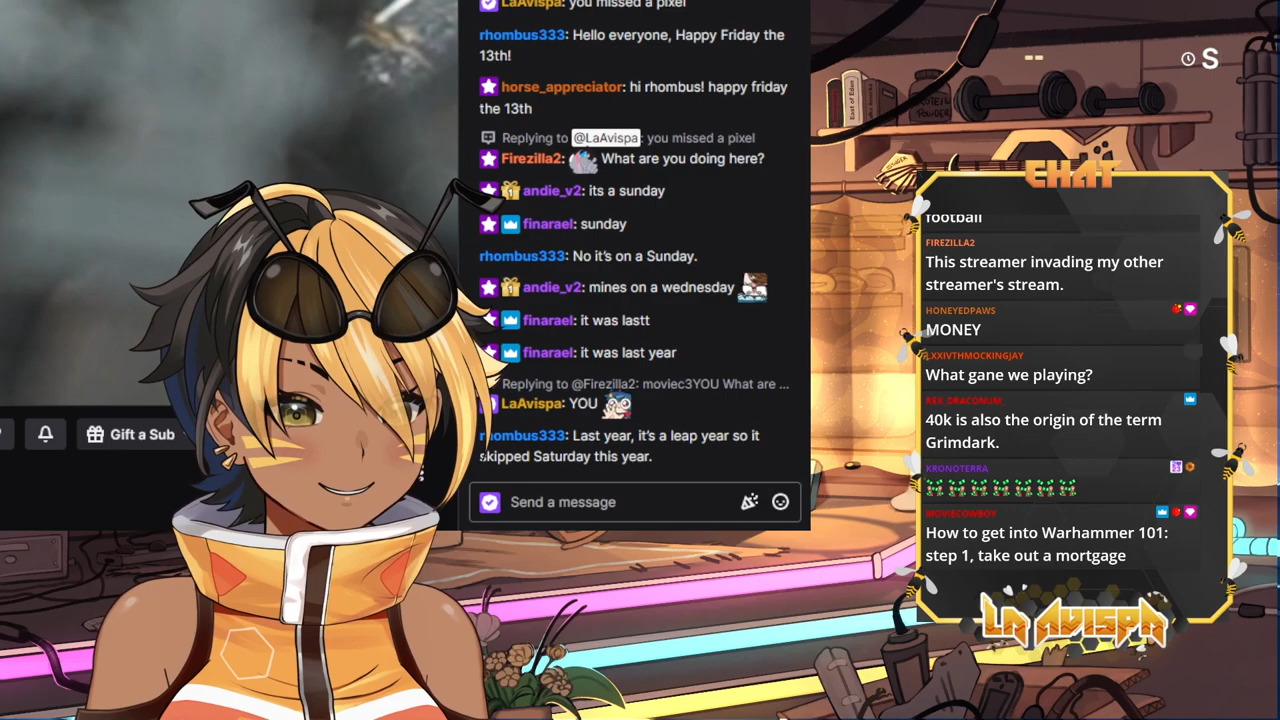 LaAvispa: you missed a pixel
rhombus333: Hello everyone, Happy Friday the
13th!
horse_appreciator: hi rhombus! happy friday
the 13th
Replying to @LaAvispa: you missed a pixel
Firezilla2: What are you doing here?
andie_v2: its a sunday
finarael: sunday
rhombus333: No it's on a Sunday.
andie_v2: mines on a wednesday
finarael: it was lastt
finarael: it was last year
Replying to @Firezilla2: moviec3YOU What are ...
LaAvispa: YOU
rhombus333: Last year, it's a leap year so it
skipped Saturday this year.
Send a message
Gift a Sub
East of Eden
POWDER
S
CHAT
football
FIREZILLA2
This streamer invading my other
streamer's stream.
HONEYEDPAWS
MONEY
LXXIVTHMOCKINGJAY
What gane we playing?
REX_DRACONUM
40k is also the origin of the term
Grimdark.
KRONOTERRA
MOVIECOWBOY
How to get into Warhammer 101:
step 1, take out a mortgage
LA AVISPA